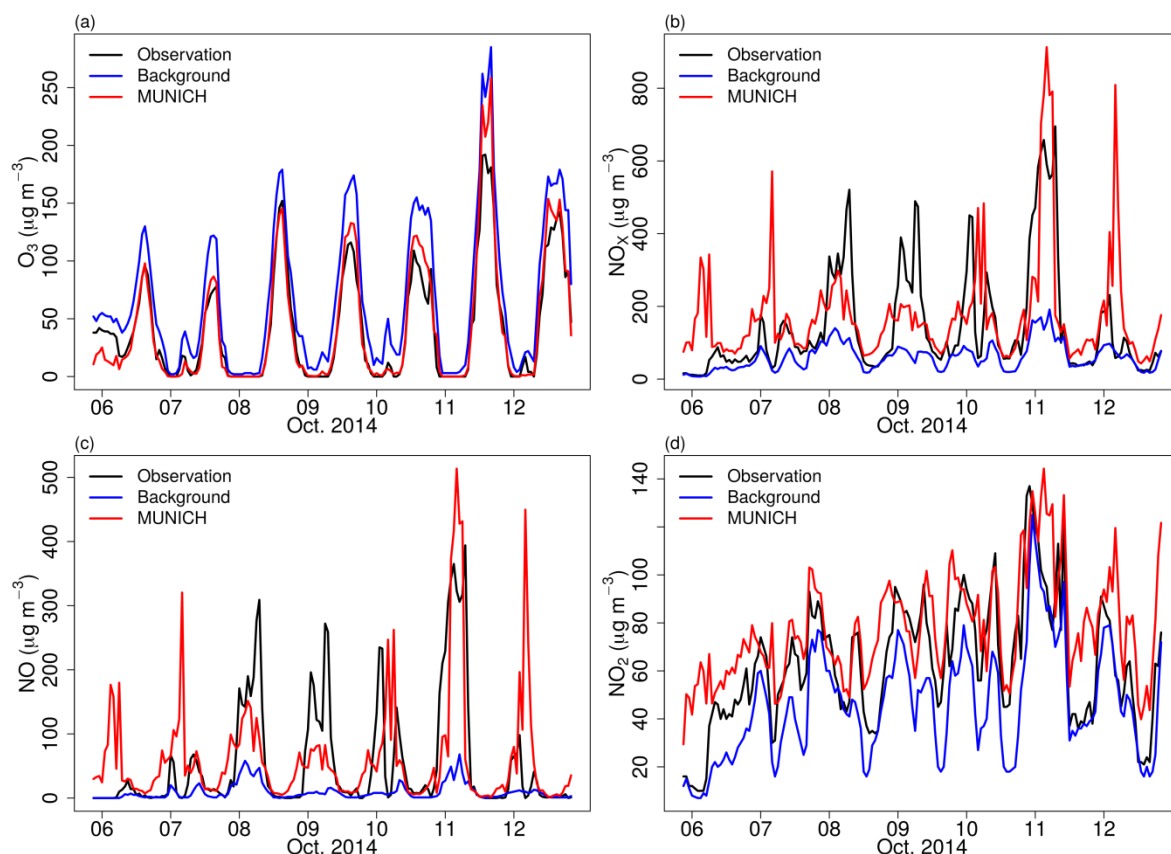 (a)
Observation
Background
MUNICH
O₃ (μg m⁻³)
0 50 100 150 200 250
06 07 08 09 10 11 12
Oct. 2014
(b)
Observation
Background
MUNICH
NOₓ (μg m⁻³)
0 200 400 600 800
06 07 08 09 10 11 12
Oct. 2014
(c)
Observation
Background
MUNICH
NO (μg m⁻³)
0 100 200 300 400 500
06 07 08 09 10 11 12
Oct. 2014
(d)
Observation
Background
MUNICH
NO₂ (μg m⁻³)
20 40 60 80 100 140
06 07 08 09 10 11 12
Oct. 2014